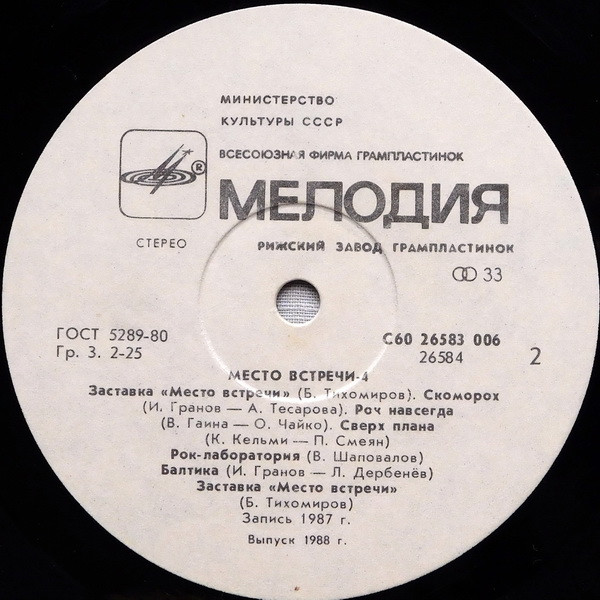 МИНИСТЕРСТВО
КУЛЬТУРЫ СССР
ВСЕСОЮЗНАЯ ФИРМА ГРАМПЛАСТИНОК
®
МЕЛОДИЯ
СТЕРЕО
РИЖСКИЙ ЗАВОД ГРАМПЛАСТИНОК
33
ГОСТ 5289-80
Гр. 3. 2-25
С60 26583 006
26584
2
МЕСТО ВСТРЕЧИ-4
Заставка «Место встречи» (Б. Тихомиров). Скоморох
(И. Гранов — А. Тесарова). Роч навсегда
(В. Гаина — О. Чайко). Сверх плана
(К. Кельми — П. Смеян)
Рок-лаборатория (В. Шаповалов)
Балтика (И. Гранов — Л. Дербенёв)
Заставка «Место встречи»
(Б. Тихомиров)
Запись 1987 г.
Выпуск 1988 г.